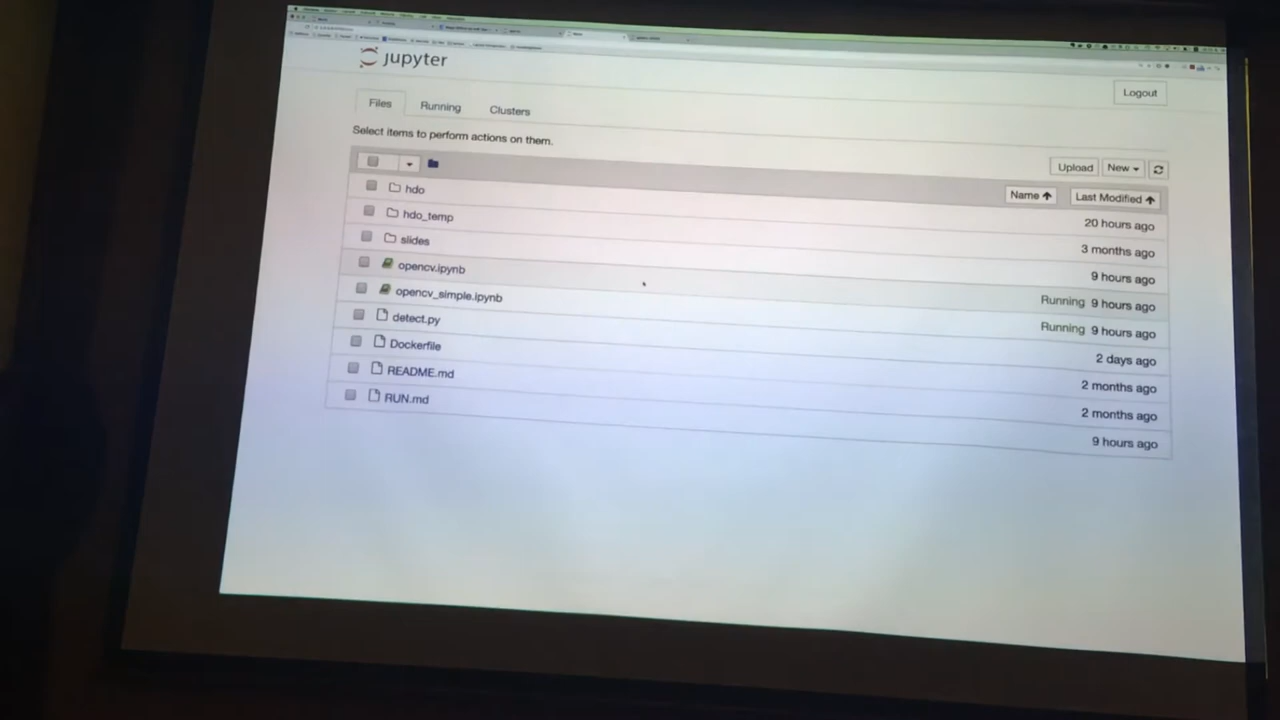 jupyter
Logout
Files Running Clusters
Select items to perform actions on them.
Upload New
Name Last Modified
hdo 20 hours ago
hdo_temp 3 months ago
slides 9 hours ago
opencv.ipynb Running 9 hours ago
opencv_simple.ipynb Running 9 hours ago
detect.py 2 days ago
Dockerfile 2 months ago
README.md 2 months ago
RUN.md 9 hours ago